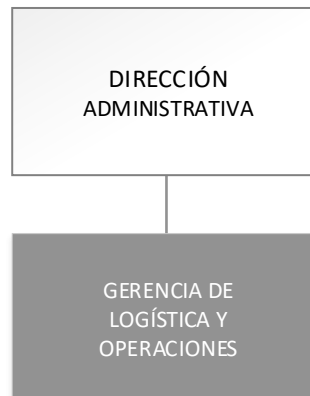 DIRECCIÓN
ADMINISTRATIVA
GERENCIA DE
LOGÍSTICA Y
OPERACIONES